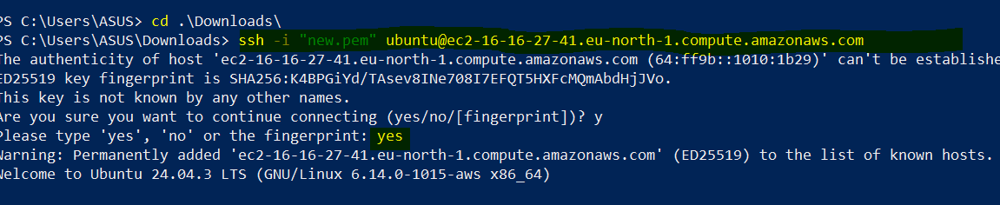 PS C:\Users\ASUS> cd .\Downloads\
PS C:\Users\ASUS\Downloads> ssh -i "new.pem" ubuntu@ec2-16-16-27-41.eu-north-1.compute.amazonaws.com
The authenticity of host 'ec2-16-16-27-41.eu-north-1.compute.amazonaws.com (64:ff9b::1010:1b29)' can't be establishe
ED25519 key fingerprint is SHA256:K4BPGiYd/TAsev8INe708I7EFQT5HXFcMQmAbdHjJVo.
This key is not known by any other names.
Are you sure you want to continue connecting (yes/no/[fingerprint])? y
Please type 'yes', 'no' or the fingerprint: yes
Warning: Permanently added 'ec2-16-16-27-41.eu-north-1.compute.amazonaws.com' (ED25519) to the list of known hosts.
Welcome to Ubuntu 24.04.3 LTS (GNU/Linux 6.14.0-1015-aws x86_64)